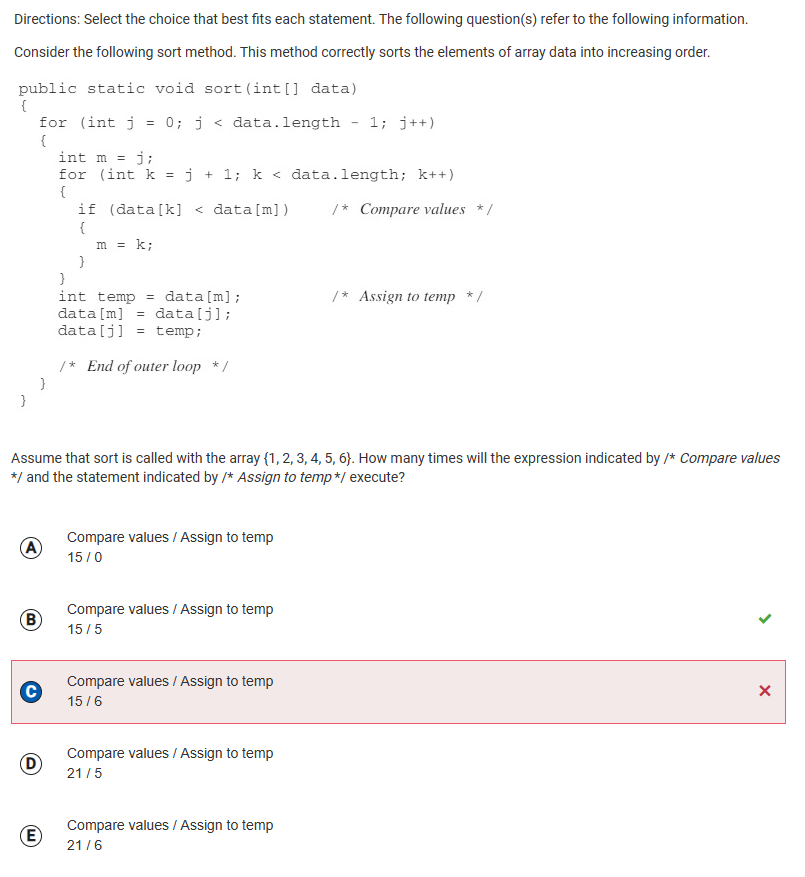 Directions: Select the choice that best fits each statement. The following question(s) refer to the following information.
Consider the following sort method. This method correctly sorts the elements of array data into increasing order.
public static void sort(int[] data)
{
for (int j = 0; j < data.length - 1; j++)
{
int m = j;
for (int k = j + 1; k < data.length; k++)
{
if (data[k] < data[m]) /* Compare values */
{
m = k;
}
}
int temp = data[m]; /* Assign to temp */
data[m] = data[j];
data[j] = temp;
/* End of outer loop */
}
}
Assume that sort is called with the array {1, 2, 3, 4, 5, 6}. How many times will the expression indicated by /* Compare values
*/ and the statement indicated by /* Assign to temp */ execute?
A Compare values / Assign to temp
15 / 0
B Compare values / Assign to temp
15 / 5
C Compare values / Assign to temp
15 / 6
D Compare values / Assign to temp
21 / 5
E Compare values / Assign to temp
21 / 6